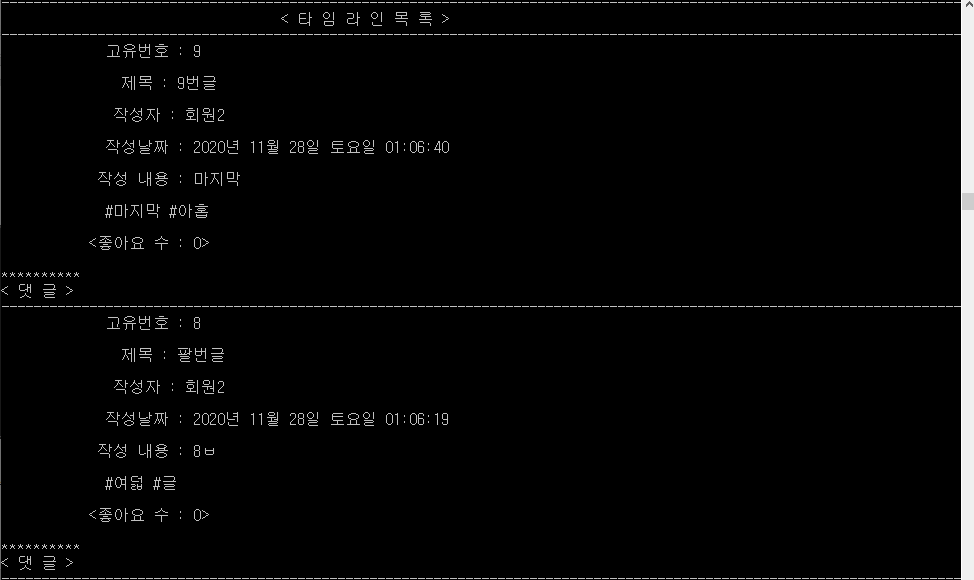 < 타 임 라 인 목 록 >
고유번호 : 9
제목 : 9번글
작성자 : 회원2
작성날짜 : 2020년 11월 28일 토요일 01:06:40
작성 내용 : 마지막
#마지막 #아홉
<좋아요 수 : 0>
**********
< 댓 글 >
고유번호 : 8
제목 : 팔번글
작성자 : 회원2
작성날짜 : 2020년 11월 28일 토요일 01:06:19
작성 내용 : 8ㅂ
#여덟 #글
<좋아요 수 : 0>
**********
< 댓 글 >